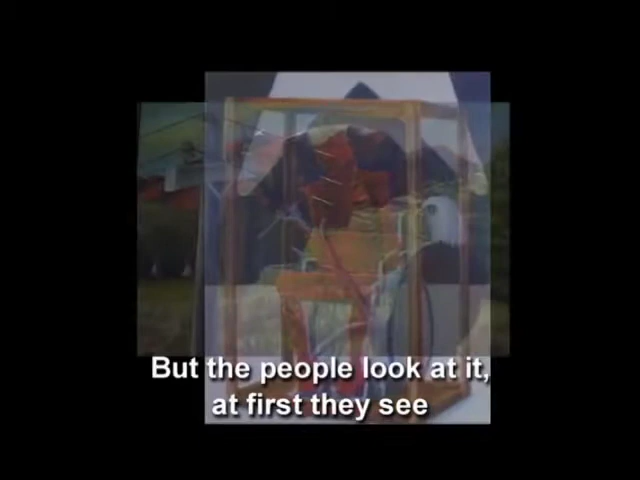 But the people look at it,
at first they see